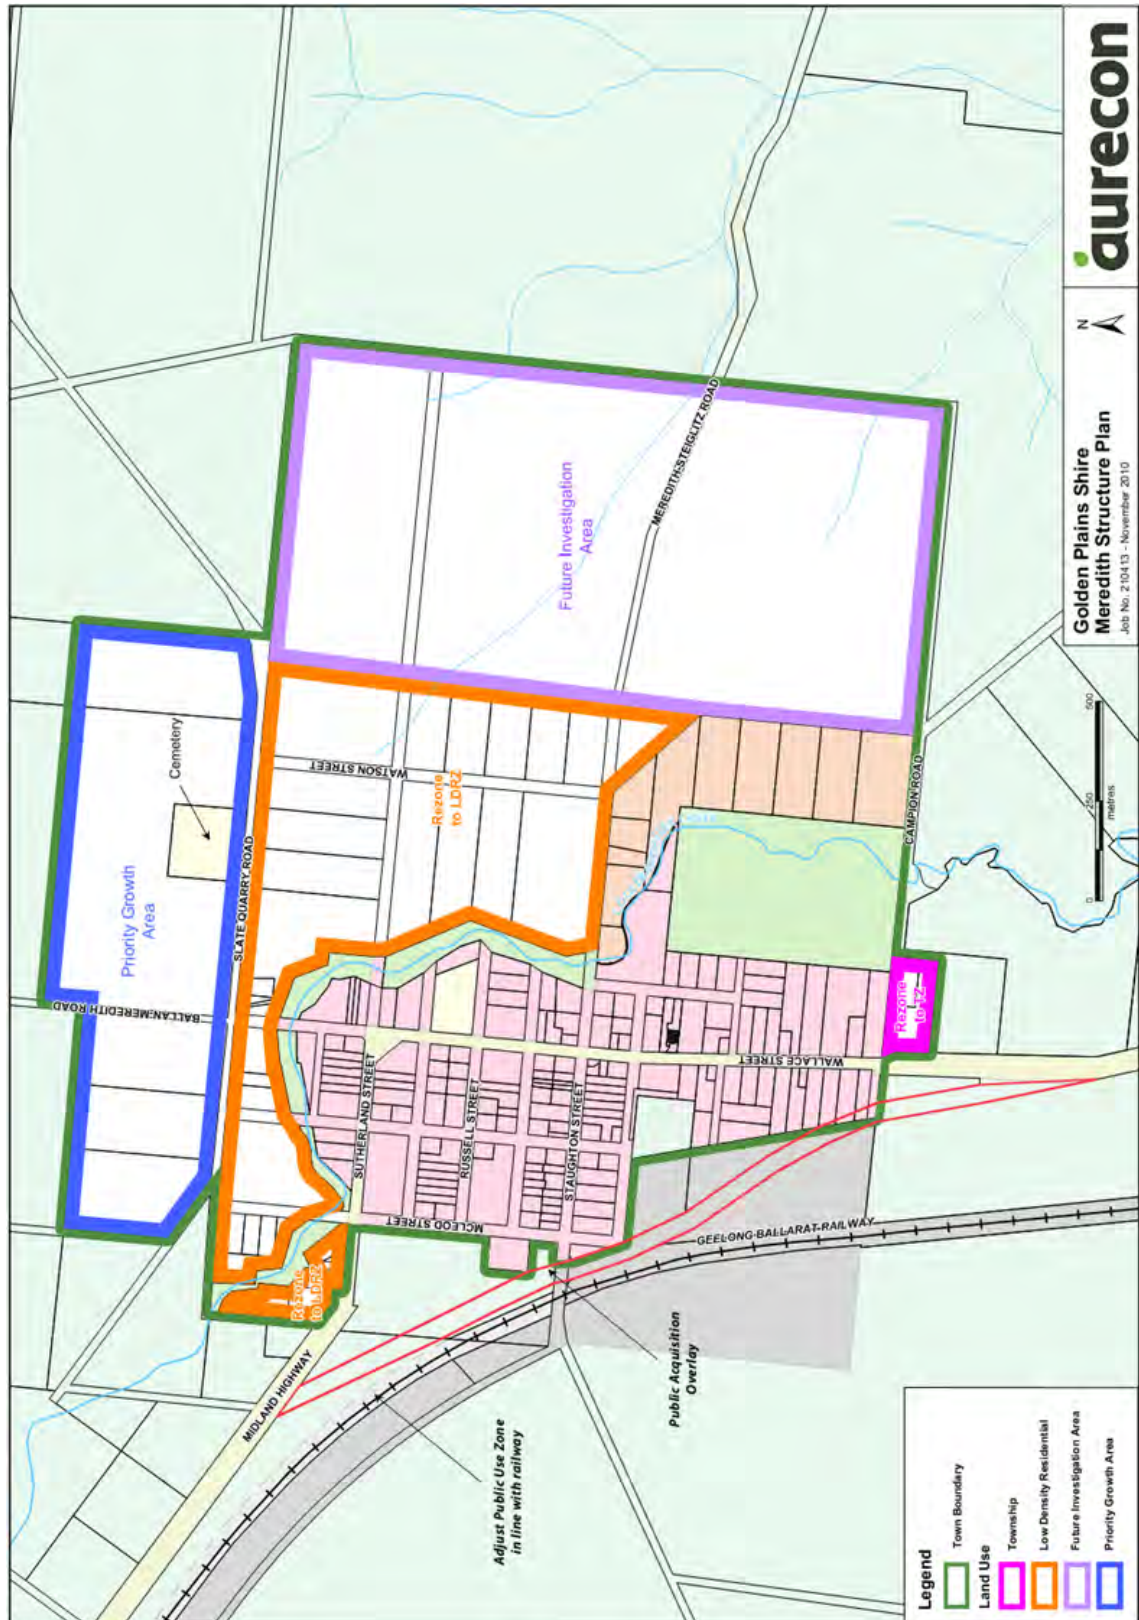 Priority Growth
Area
Cemetery
BALLAN-MEREDITH ROAD
SLATE QUARRY ROAD
WATSON STREET
Rezone
to LDRZ
Future Investigation
Area
MEREDITH-STEIGLITZ ROAD
MIDLAND HIGHWAY
Rezone
to LDRZ
SUTHERLAND STREET
RUSSELL STREET
STAUGHTON STREET
MCLEOD STREET
WALLACE STREET
CAMPION ROAD
Rezone
to TZ
GEELONG-BALLARAT-RAILWAY
Adjust Public Use Zone
in line with railway
Public Acquisition
Overlay
Legend
Town Boundary
Land Use
Township
Low Density Residential
Future Investigation Area
Priority Growth Area
0 250 500
metres
Golden Plains Shire
Meredith Structure Plan
Job No. 210413 - November 2010
N
aurecon